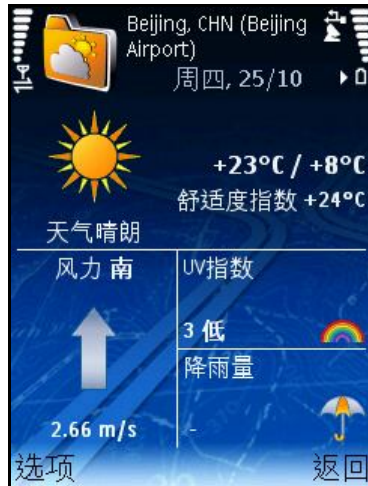 Beijing, CHN (Beijing
Airport)
周四, 25/10
+23°C / +8°C
舒适度指数 +24°C
天气晴朗
风力 南
UV指数
3 低
降雨量
2.66 m/s
-
选项
返回